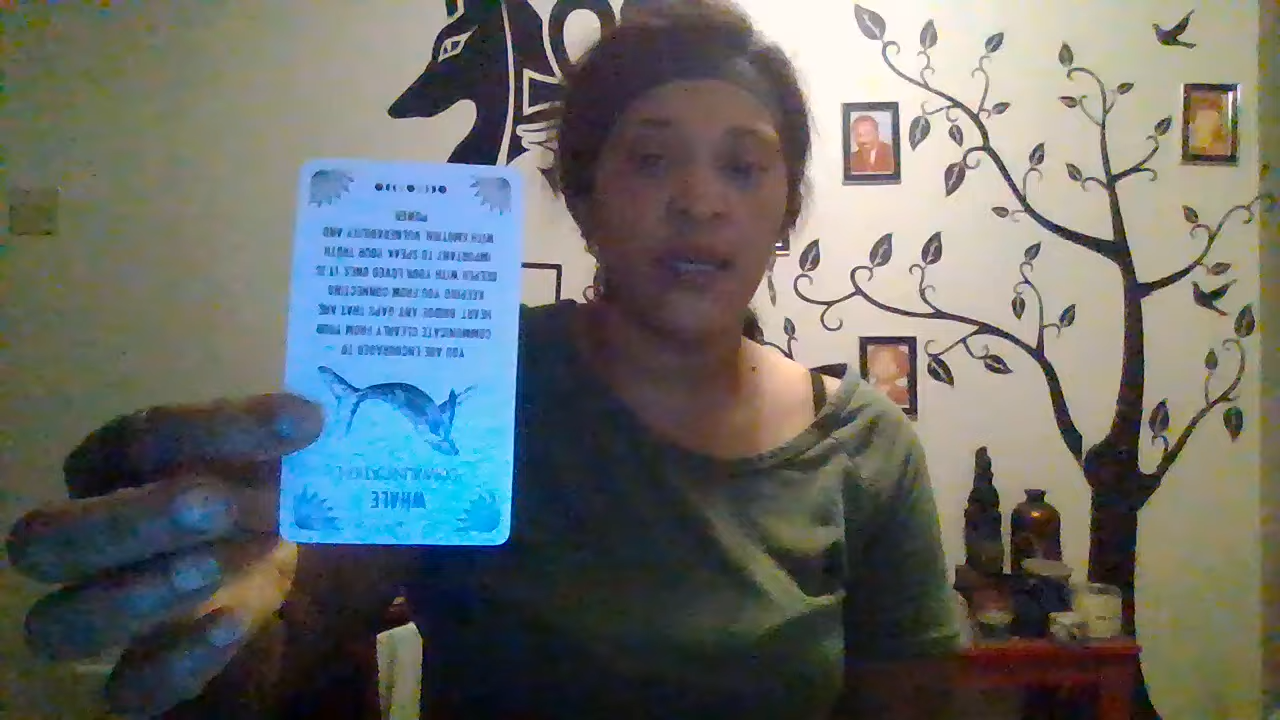 WHALE
COMMUNICATE
YOU ARE ENCOURAGED TO
COMMUNICATE CLEARLY FROM YOUR
HEART. BRIDGE ANY GAPS THAT ARE
KEEPING YOU FROM CONNECTING
DEEPER WITH YOUR LOVED ONES. IT IS
IMPORTANT TO SPEAK YOUR TRUTH
WITH EMOTION, VULNERABILITY AND
POWER!